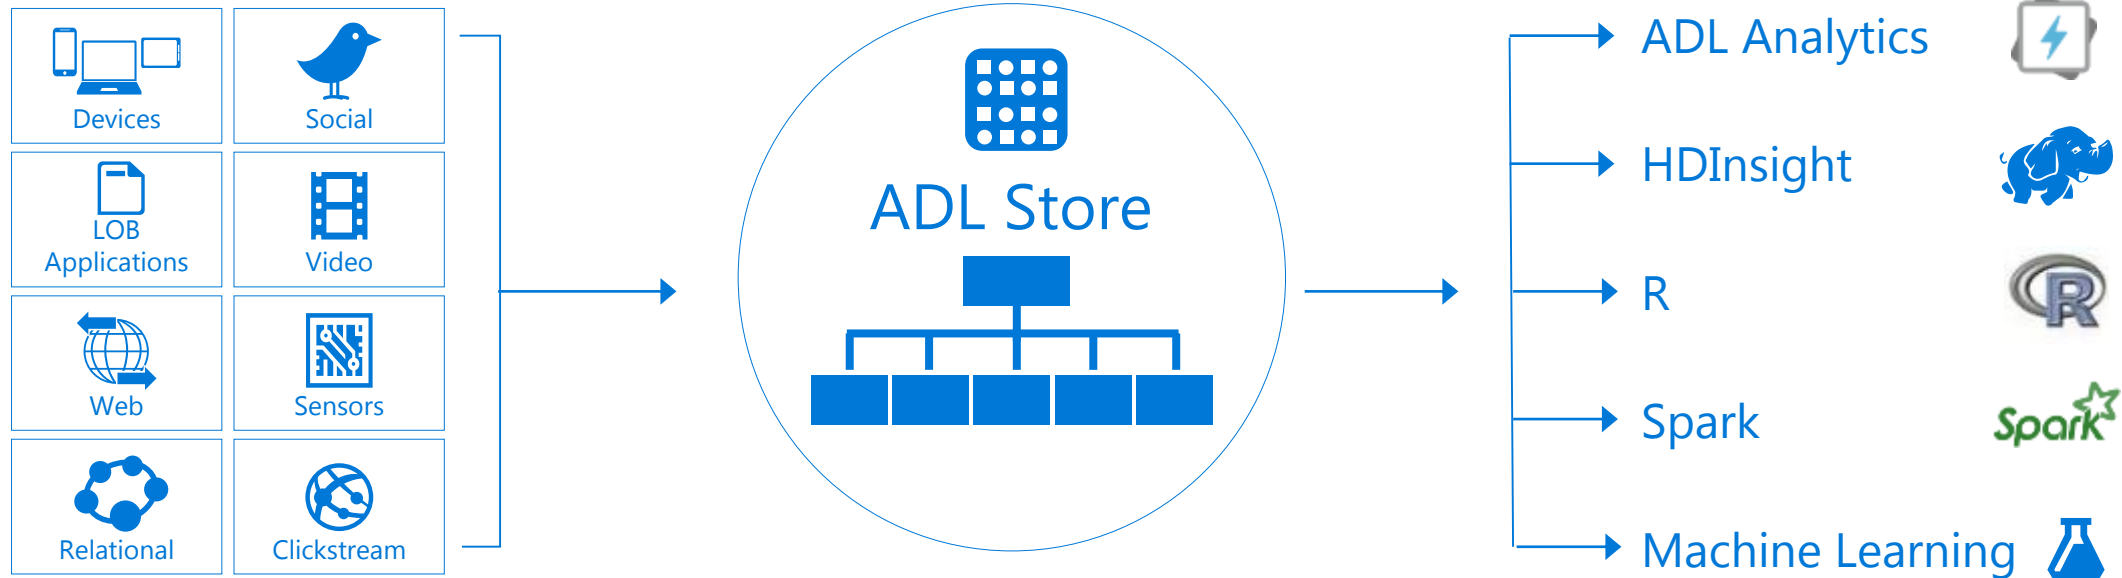 Devices
Social
LOB
Applications
Video
Web
Sensors
Relational
Clickstream
ADL Store
ADL Analytics
HDInsight
R
R
Spark
Spark
Machine Learning